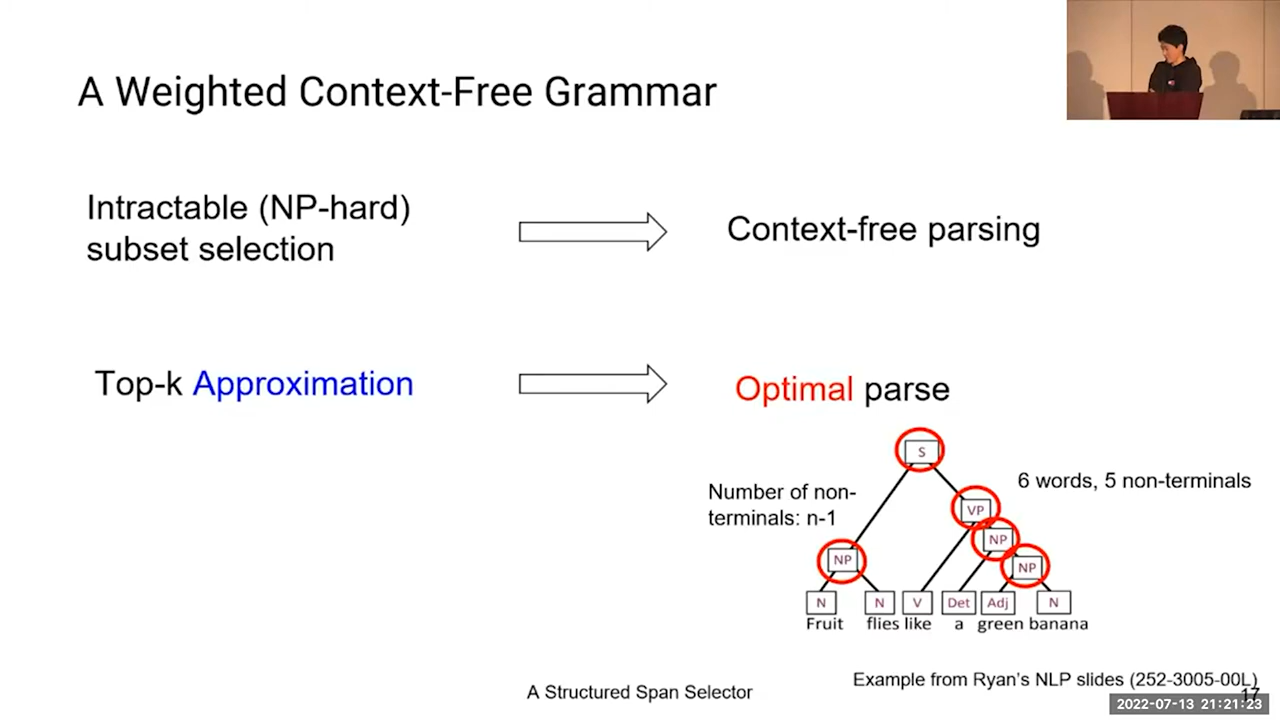 A Weighted Context-Free Grammar
Intractable (NP-hard)
subset selection
Context-free parsing
Top-k Approximation
Optimal parse
S
Number of non-
terminals: n-1
6 words, 5 non-terminals
VP
NP
NP
NP
N N V Det Adj N
Fruit flies like a green banana
Example from Ryan's NLP slides (252-3005-00L)
A Structured Span Selector
17
2022-07-13 21:21:23